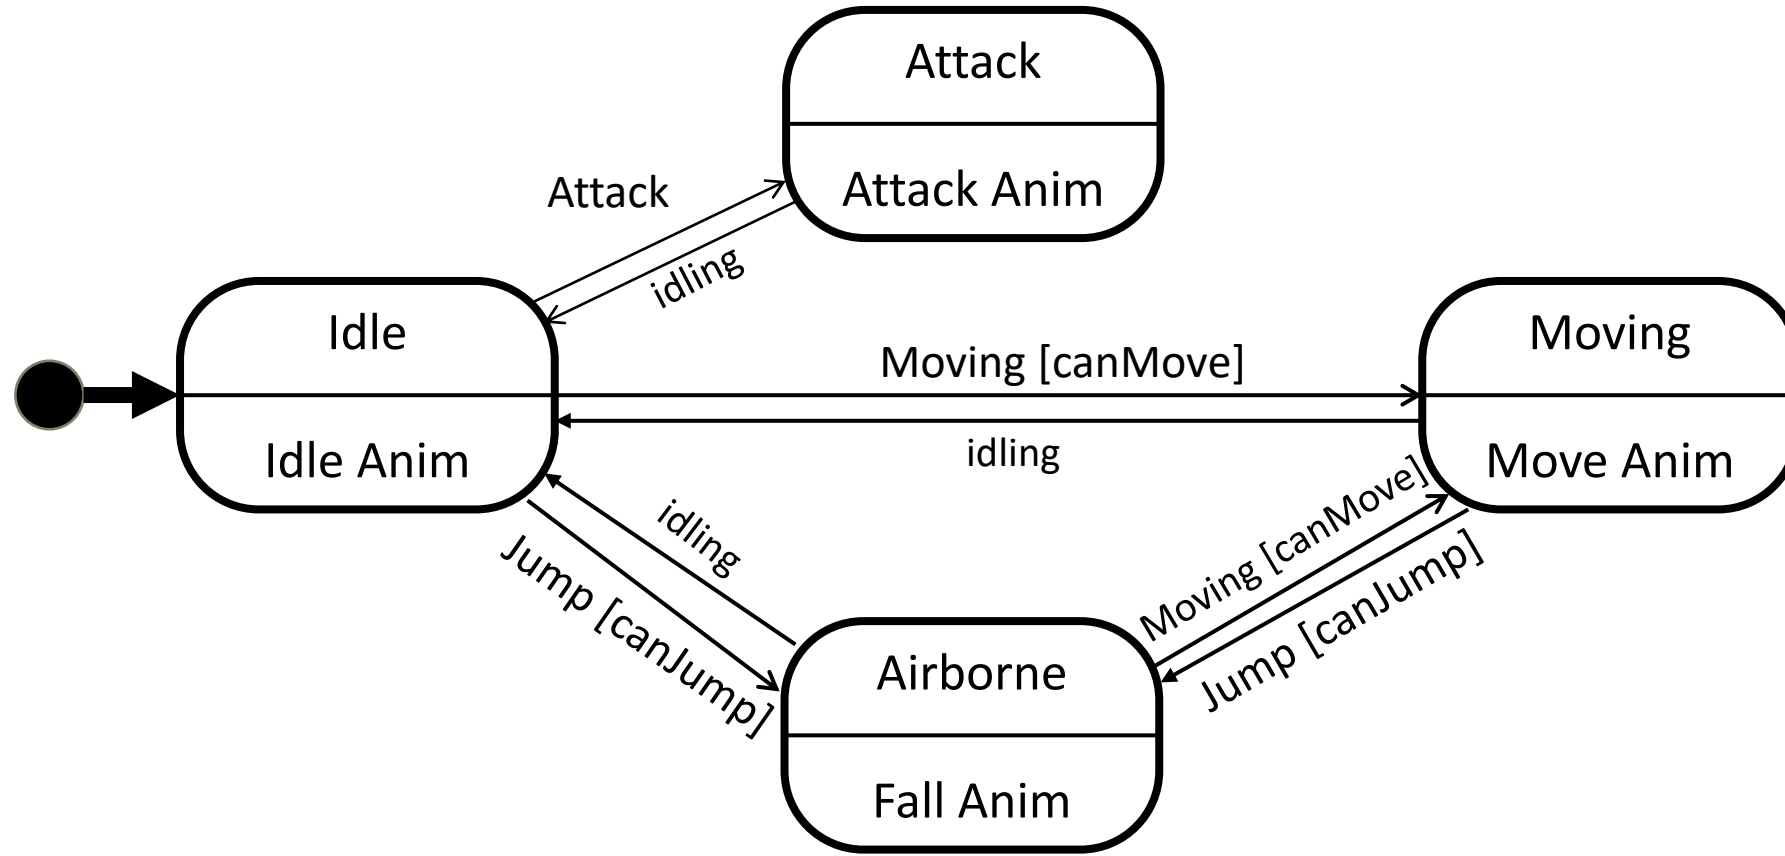 Attack
Attack Anim
Attack
idling
Idle
Idle Anim
Moving [canMove]
idling
Moving
Move Anim
idling
Jump [canJump]
Moving [canMove]
Jump [canJump]
Airborne
Fall Anim